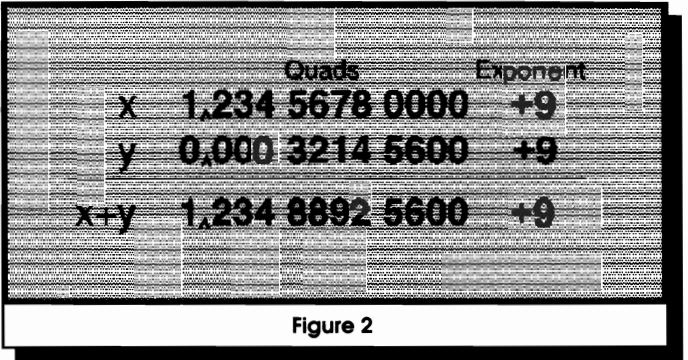 Quads Exponent
x 1‸234 5678 0000 +9
y 0‸000 3214 5600 +9
x+y 1‸234 8892 5600 +9
Figure 2